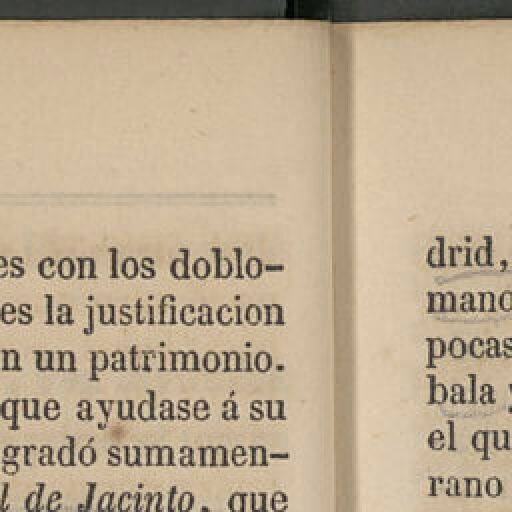 es con los doblo-
es la justificacion
n un patrimonio.
que ayudase á su
gradó sumamen-
l de Jacinto, que
drid,
mano
pocas
bala y
el qu
rano